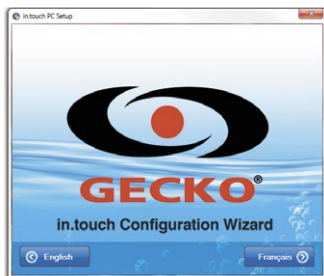 in.touch PC Setup
GECKO®
in.touch Configuration Wizard
English
Français